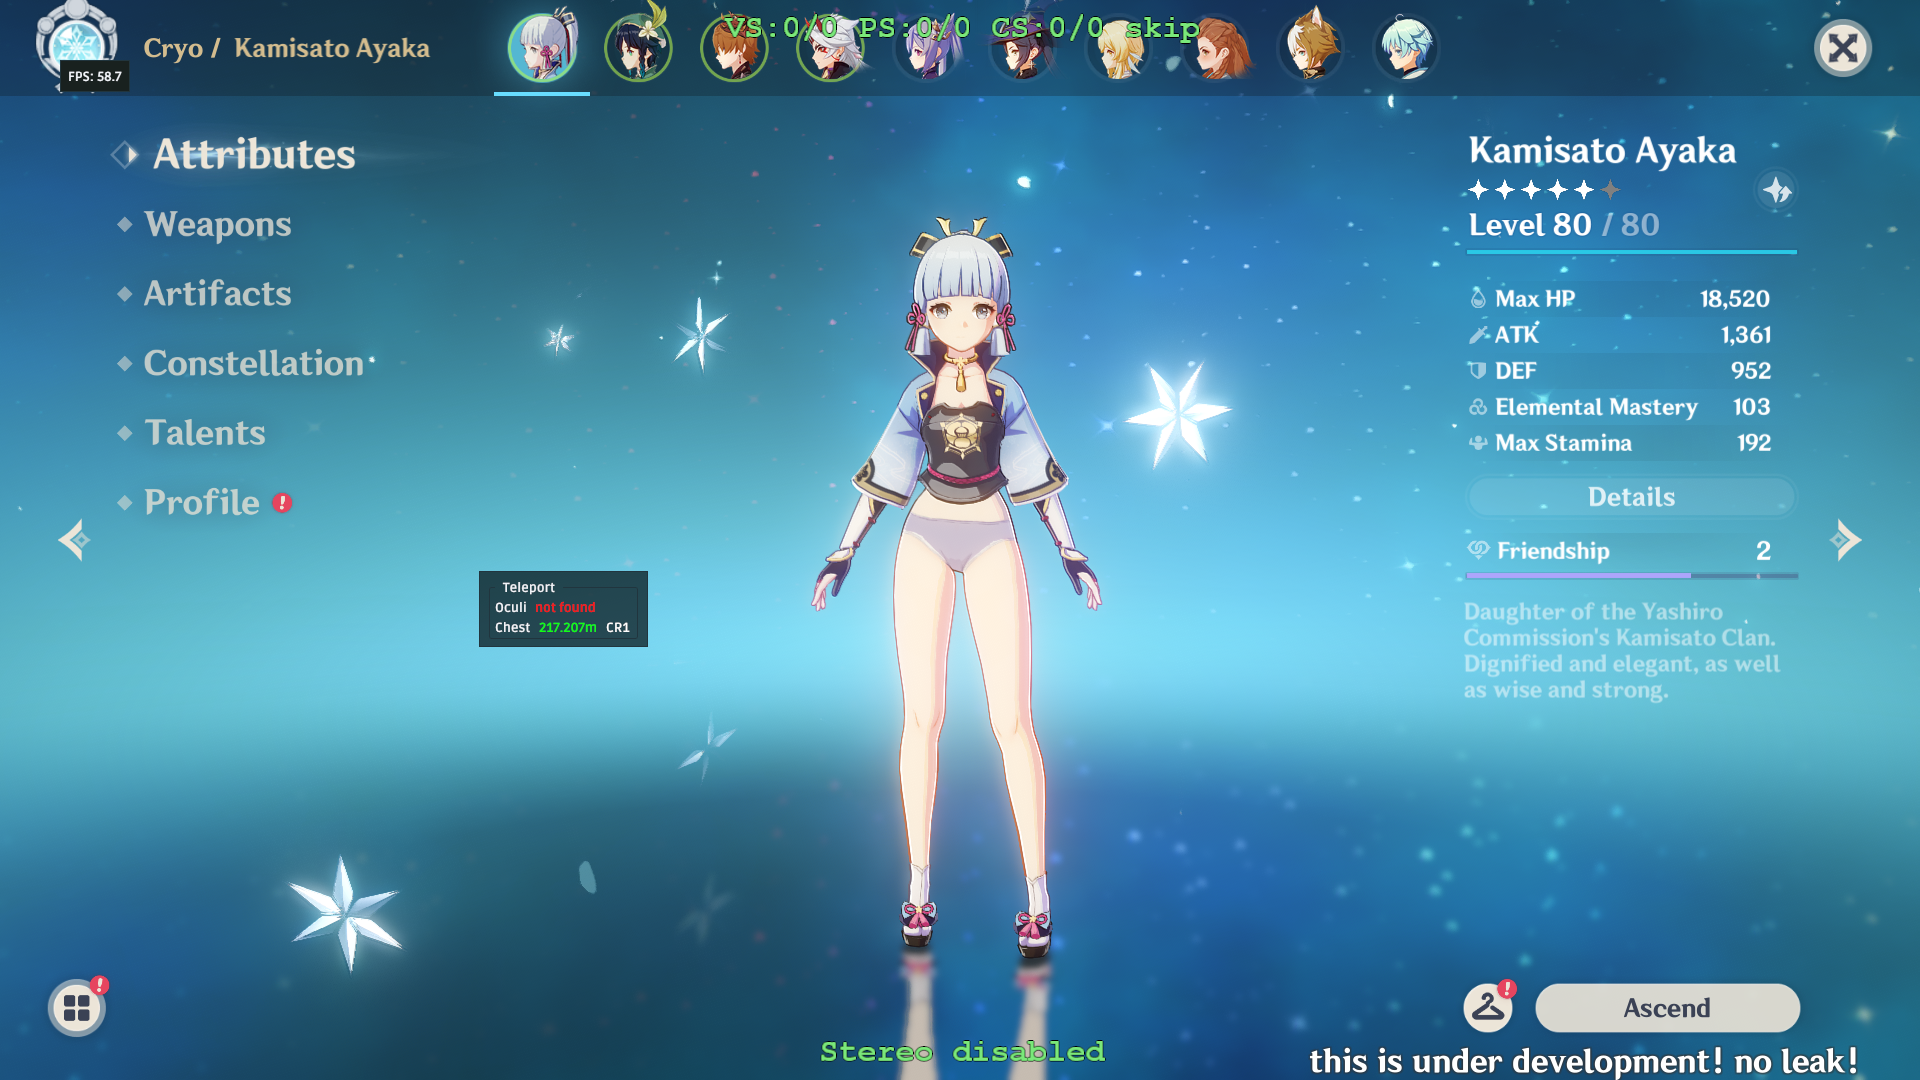 VS:0/0 PS:0/0 CS:0/0 skip
Cryo / Kamisato Ayaka
FPS: 58.7
Attributes
Weapons
Artifacts
Constellation
Talents
Profile
Teleport
Oculi not found
Chest 217.207m CR1
Kamisato Ayaka
Level 80 / 80
Max HP 18,520
ATK 1,361
DEF 952
Elemental Mastery 103
Max Stamina 192
Details
Friendship 2
Daughter of the Yashiro
Commission's Kamisato Clan.
Dignified and elegant, as well
as wise and strong.
Ascend
Stereo disabled
this is under development! no leak!